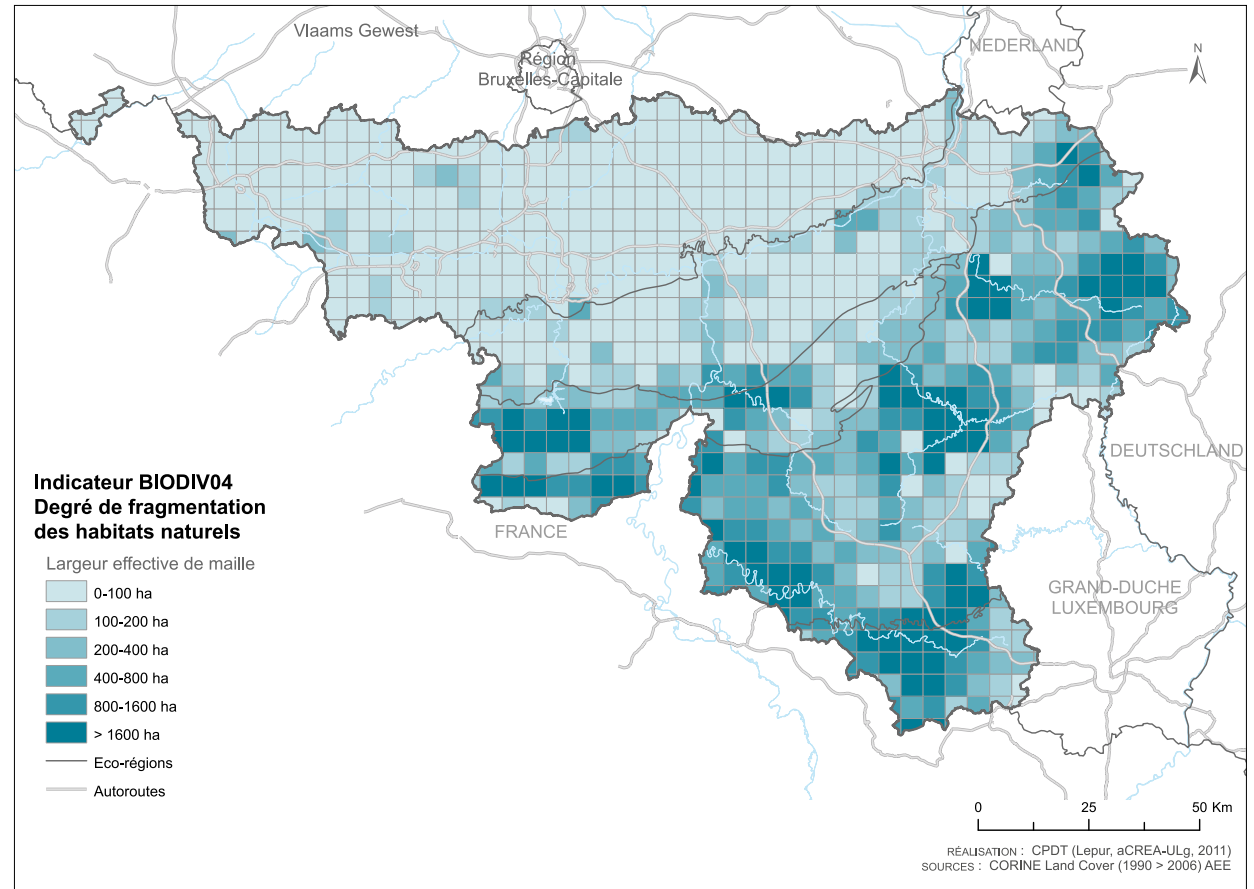 Vlaams Gewest
Région
Bruxelles-Capitale
NEDERLAND
N
DEUTSCHLAND
FRANCE
GRAND-DUCHE
LUXEMBOURG
Indicateur BIODIV04
Degré de fragmentation
des habitats naturels
Largeur effective de maille
0-100 ha
100-200 ha
200-400 ha
400-800 ha
800-1600 ha
> 1600 ha
Eco-régions
Autoroutes
0 25 50 Km
RÉALISATION : CPDT (Lepur, aCREA-ULg, 2011)
SOURCES : CORINE Land Cover (1990 > 2006) AEE